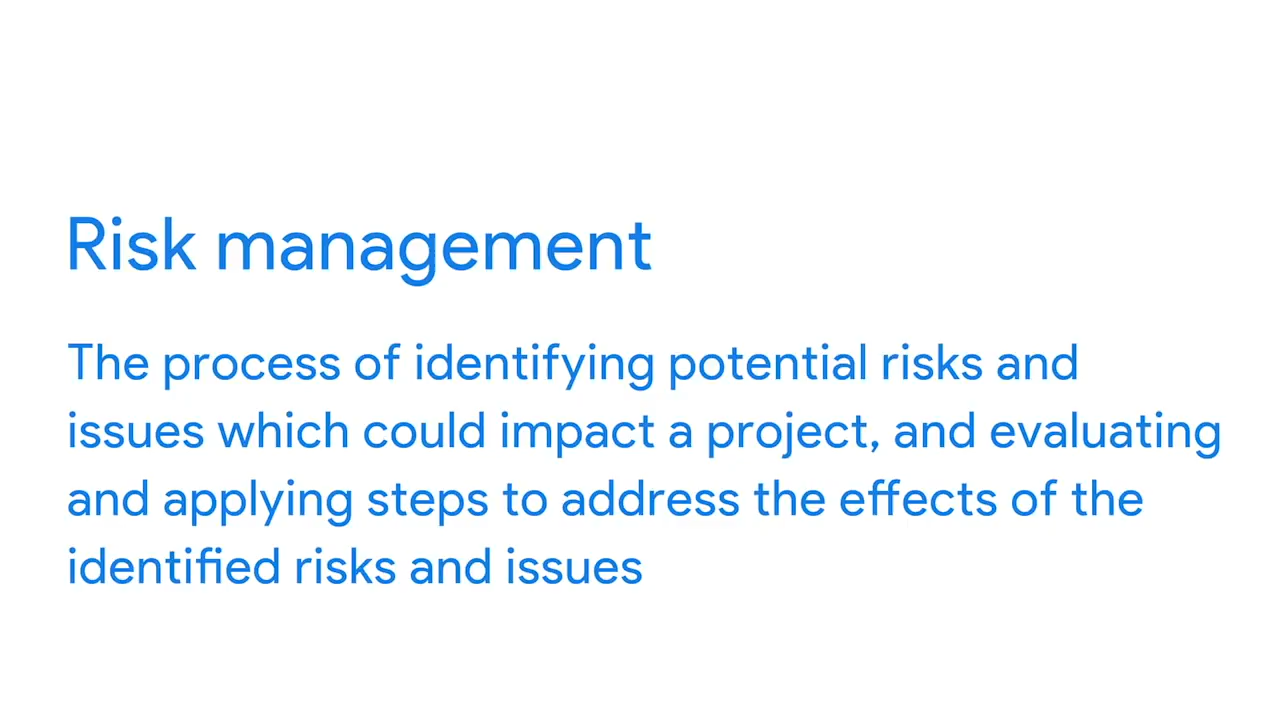 Risk management
The process of identifying potential risks and
issues which could impact a project, and evaluating
and applying steps to address the effects of the
identified risks and issues